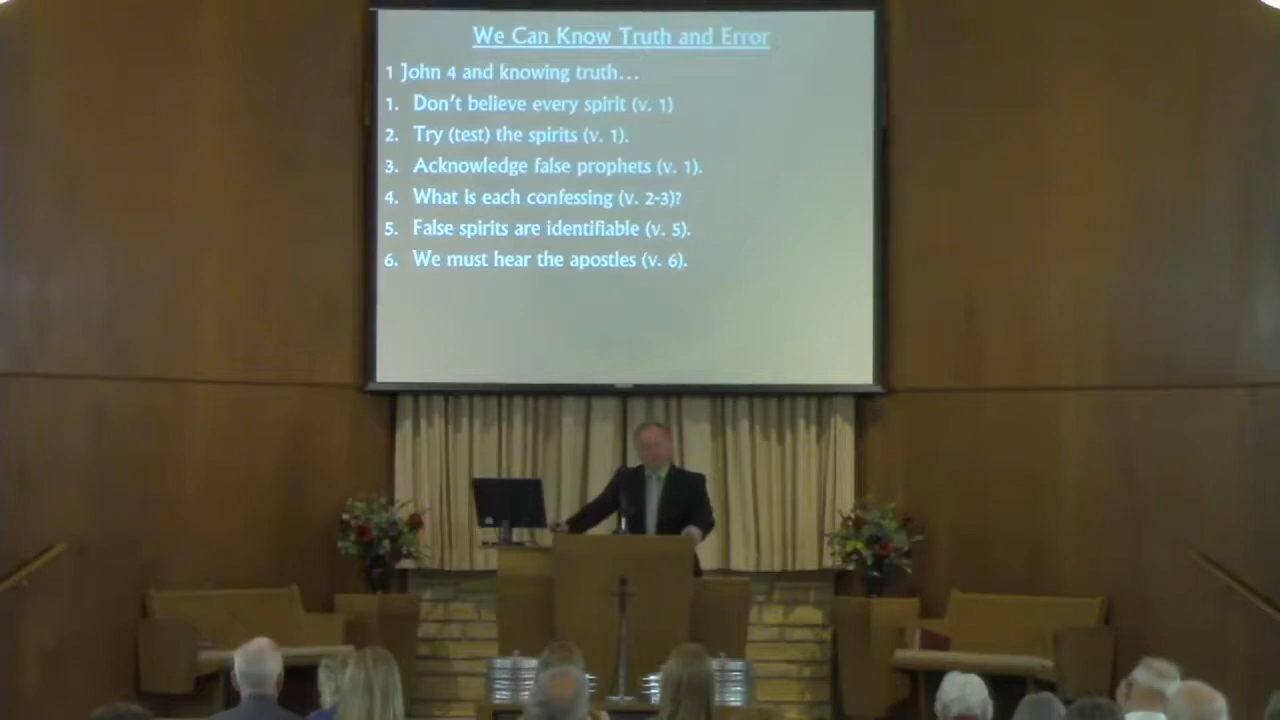 We Can Know Truth and Error
1 John 4 and knowing truth...
1. Don't believe every spirit (v. 1)
2. Try (test) the spirits (v. 1).
3. Acknowledge false prophets (v. 1).
4. What is each confessing (v. 2-3)?
5. False spirits are identifiable (v. 5).
6. We must hear the apostles (v. 6).